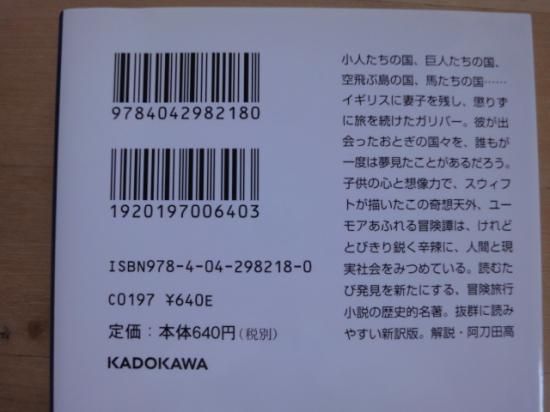 9784042982180
1920197006403
ISBN978-4-04-298218-0
C0197 ¥640E
定価：本体640円（税別）
KADOKAWA
小人たちの国、巨人たちの国、
空飛ぶ島の国、馬たちの国……
イギリスに妻子を残し、懲りず
に旅を続けたガリバー。彼が出
会ったおとぎの国々を、誰もが
一度は夢見たことがあるだろう。
子供の心と想像力で、スウィフ
トが描いたこの奇想天外、ユー
モアあふれる冒険譚は、けれど
とびきり鋭く辛辣に、人間と現
実社会をみつめている。読むた
び発見を新たにする、冒険旅行
小説の歴史的名著。抜群に読み
やすい新訳版。解説・阿刀田高